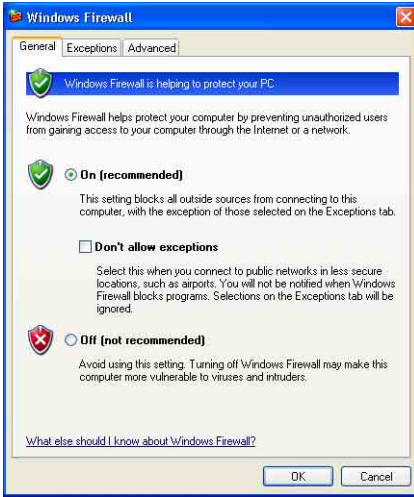 Windows Firewall
General Exceptions Advanced
Windows Firewall is helping to protect your PC
Windows Firewall helps protect your computer by preventing unauthorized users
from gaining access to your computer through the Internet or a network.
On (recommended)
This setting blocks all outside sources from connecting to this
computer, with the exception of those selected on the Exceptions tab.
Don't allow exceptions
Select this when you connect to public networks in less secure
locations, such as airports. You will not be notified when Windows
Firewall blocks programs. Selections on the Exceptions tab will be
ignored.
Off (not recommended)
Avoid using this setting. Turning off Windows Firewall may make this
computer more vulnerable to viruses and intruders.
What else should I know about Windows Firewall?
OK Cancel